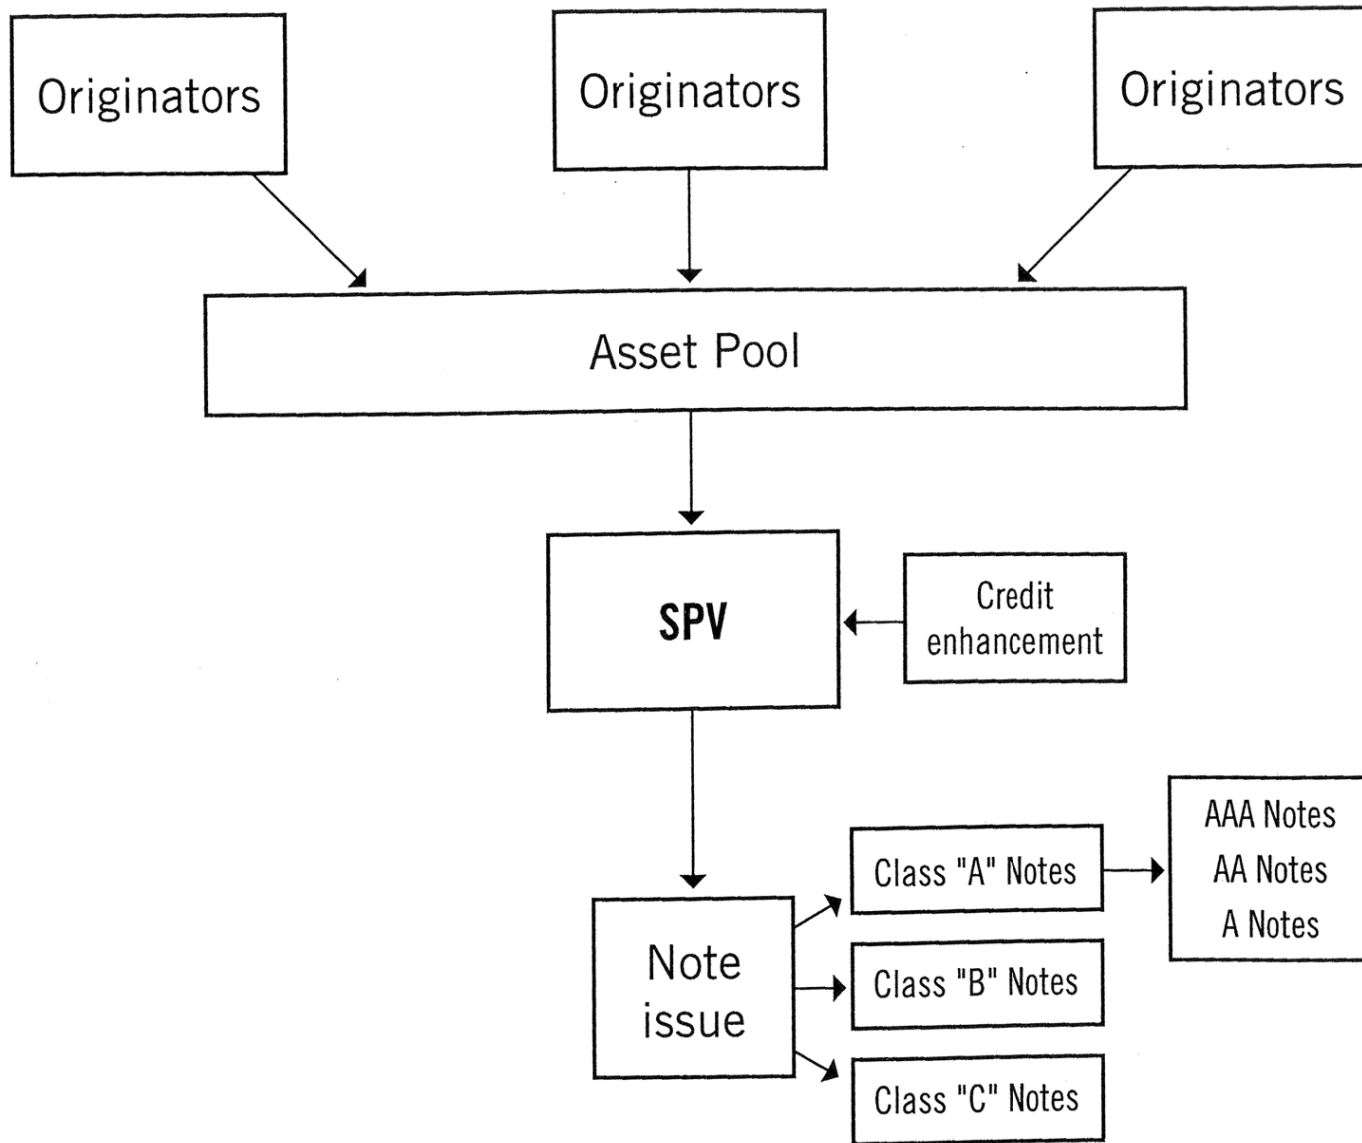 Originators
Originators
Originators
Asset Pool
SPV
Credit
enhancement
Note
issue
Class "A" Notes
Class "B" Notes
Class "C" Notes
AAA Notes
AA Notes
A Notes